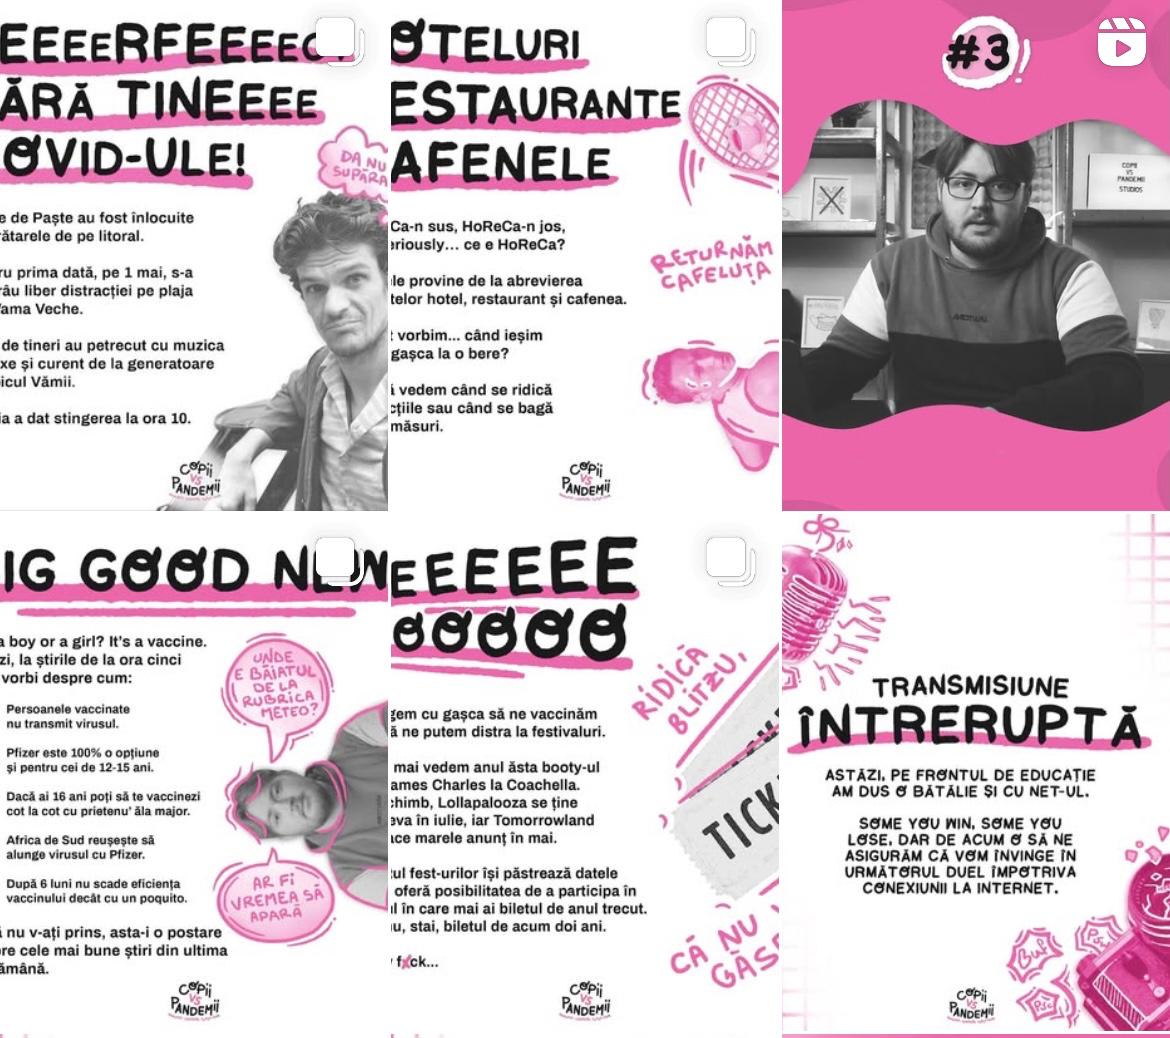 EEEERFEEEEC
ĂRĂ TINEEEE
OVID-ULE!
DA NU
SUPĂRA
e de Paște au fost înlocuite
rătarele de pe litoral.
ru prima dată, pe 1 mai, s-a
râu liber distracției pe plaja
Vama Veche.
de tineri au petrecut cu muzica
xe și curent de la generatoare
picul Vămii.
ia a dat stingerea la ora 10.
COPII
VS
PANDEMII
OTELURI
ESTAURANTE
AFENELE
Ca-n sus, HoReCa-n jos,
eriously... ce e HoReCa?
RETURNĂM
CAFELUȚA
le provine de la abrevierea
telor hotel, restaurant și cafenea.
t vorbim... când ieșim
gașca la o bere?
ă vedem când se ridică
cțiile sau când se bagă
măsuri.
COPII
VS
PANDEMII
#3!
COPII
VS
PANDEMII
STUDIOS
IG GOOD NEW
a boy or a girl? It's a vaccine.
zi, la știrile de la ora cinci
vorbi despre cum:
UNDE
E BĂIATUL
DE LA
RUBRICA
METEO?
Persoanele vaccinate
nu transmit virusul.
Pfizer este 100% o opțiune
și pentru cei de 12-15 ani.
Dacă ai 16 ani poți să te vaccinezi
cot la cot cu prietenu' ăla major.
Africa de Sud reușește să
alunge virusul cu Pfizer.
După 6 luni nu scade eficiența
vaccinului decât cu un poquito.
AR FI
VREMEA SĂ
APARĂ
ă nu v-ați prins, asta-i o postare
re cele mai bune știri din ultima
ămână.
COPII
VS
PANDEMII
EEEEEEE
OOOOOO
RIDICĂ
BLITZU,
gem cu gașca să ne vaccinăm
ă ne putem distra la festivaluri.
mai vedem anul ăsta booty-ul
ames Charles la Coachella.
chimb, Lollapalooza se ține
eva în iulie, iar Tomorrowland
ace marele anunț în mai.
TICK
tul fest-urilor își păstrează datele
oferă posibilitatea de a participa în
ul în care mai ai biletul de anul trecut.
nu, stai, biletul de acum doi ani.
CĂ NU
GĂS
f×ck...
COPII
VS
PANDEMII
TRANSMISIUNE
ÎNTRERUPTĂ
ASTĂZI, PE FRONTUL DE EDUCAȚIE
AM DUS O BĂTĂLIE ȘI CU NET-UL.
SOME YOU WIN, SOME YOU
LOSE, DAR DE ACUM O SĂ NE
ASIGURĂM CĂ VOM ÎNVINGE ÎN
URMĂTORUL DUEL ÎMPOTRIVA
CONEXIUNII LA INTERNET.
COPII
VS
PANDEMII